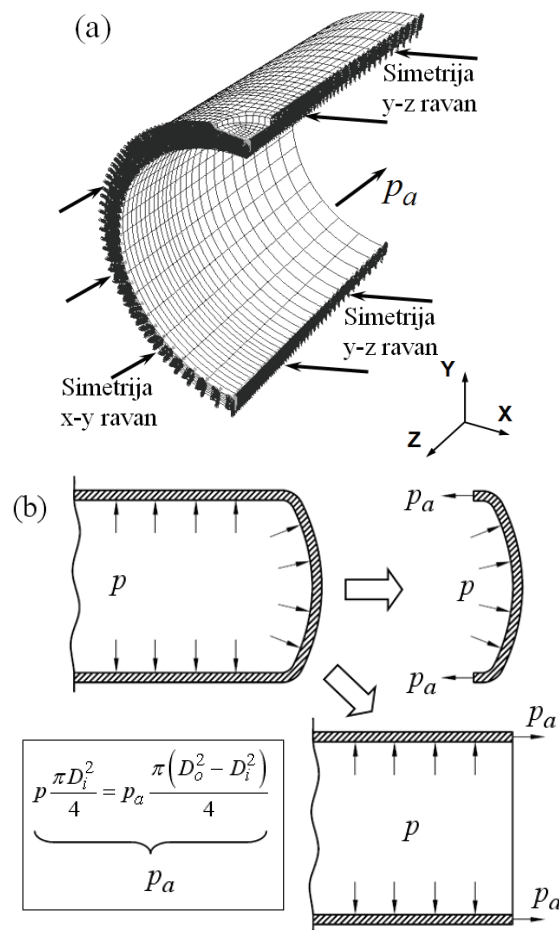 (a)
Simetrija
y-z ravan
p_a
Simetrija
y-z ravan
Simetrija
x-y ravan
Y
X
Z
(b)
p
p_a
p
p_a
p_a
p
p_a
p πD_i^2/4 = p_a π(D_o^2 − D_i^2)/4
p_a